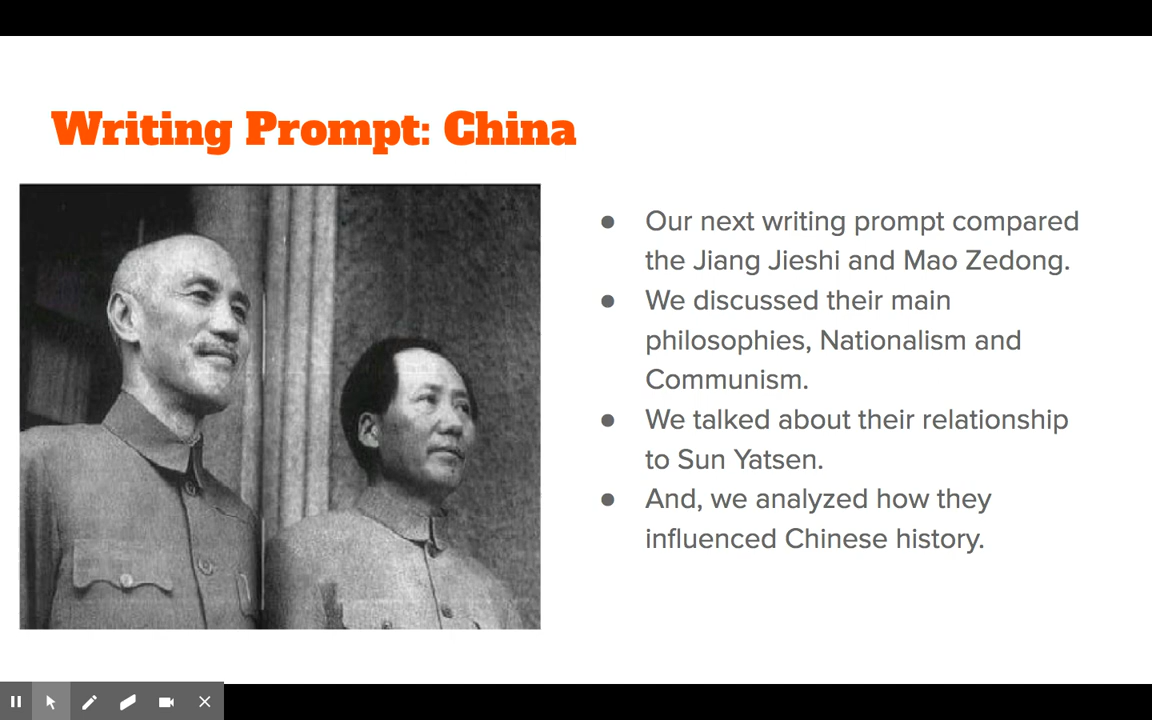 Writing Prompt: China
● Our next writing prompt compared
the Jiang Jieshi and Mao Zedong.
● We discussed their main
philosophies, Nationalism and
Communism.
● We talked about their relationship
to Sun Yatsen.
● And, we analyzed how they
influenced Chinese history.